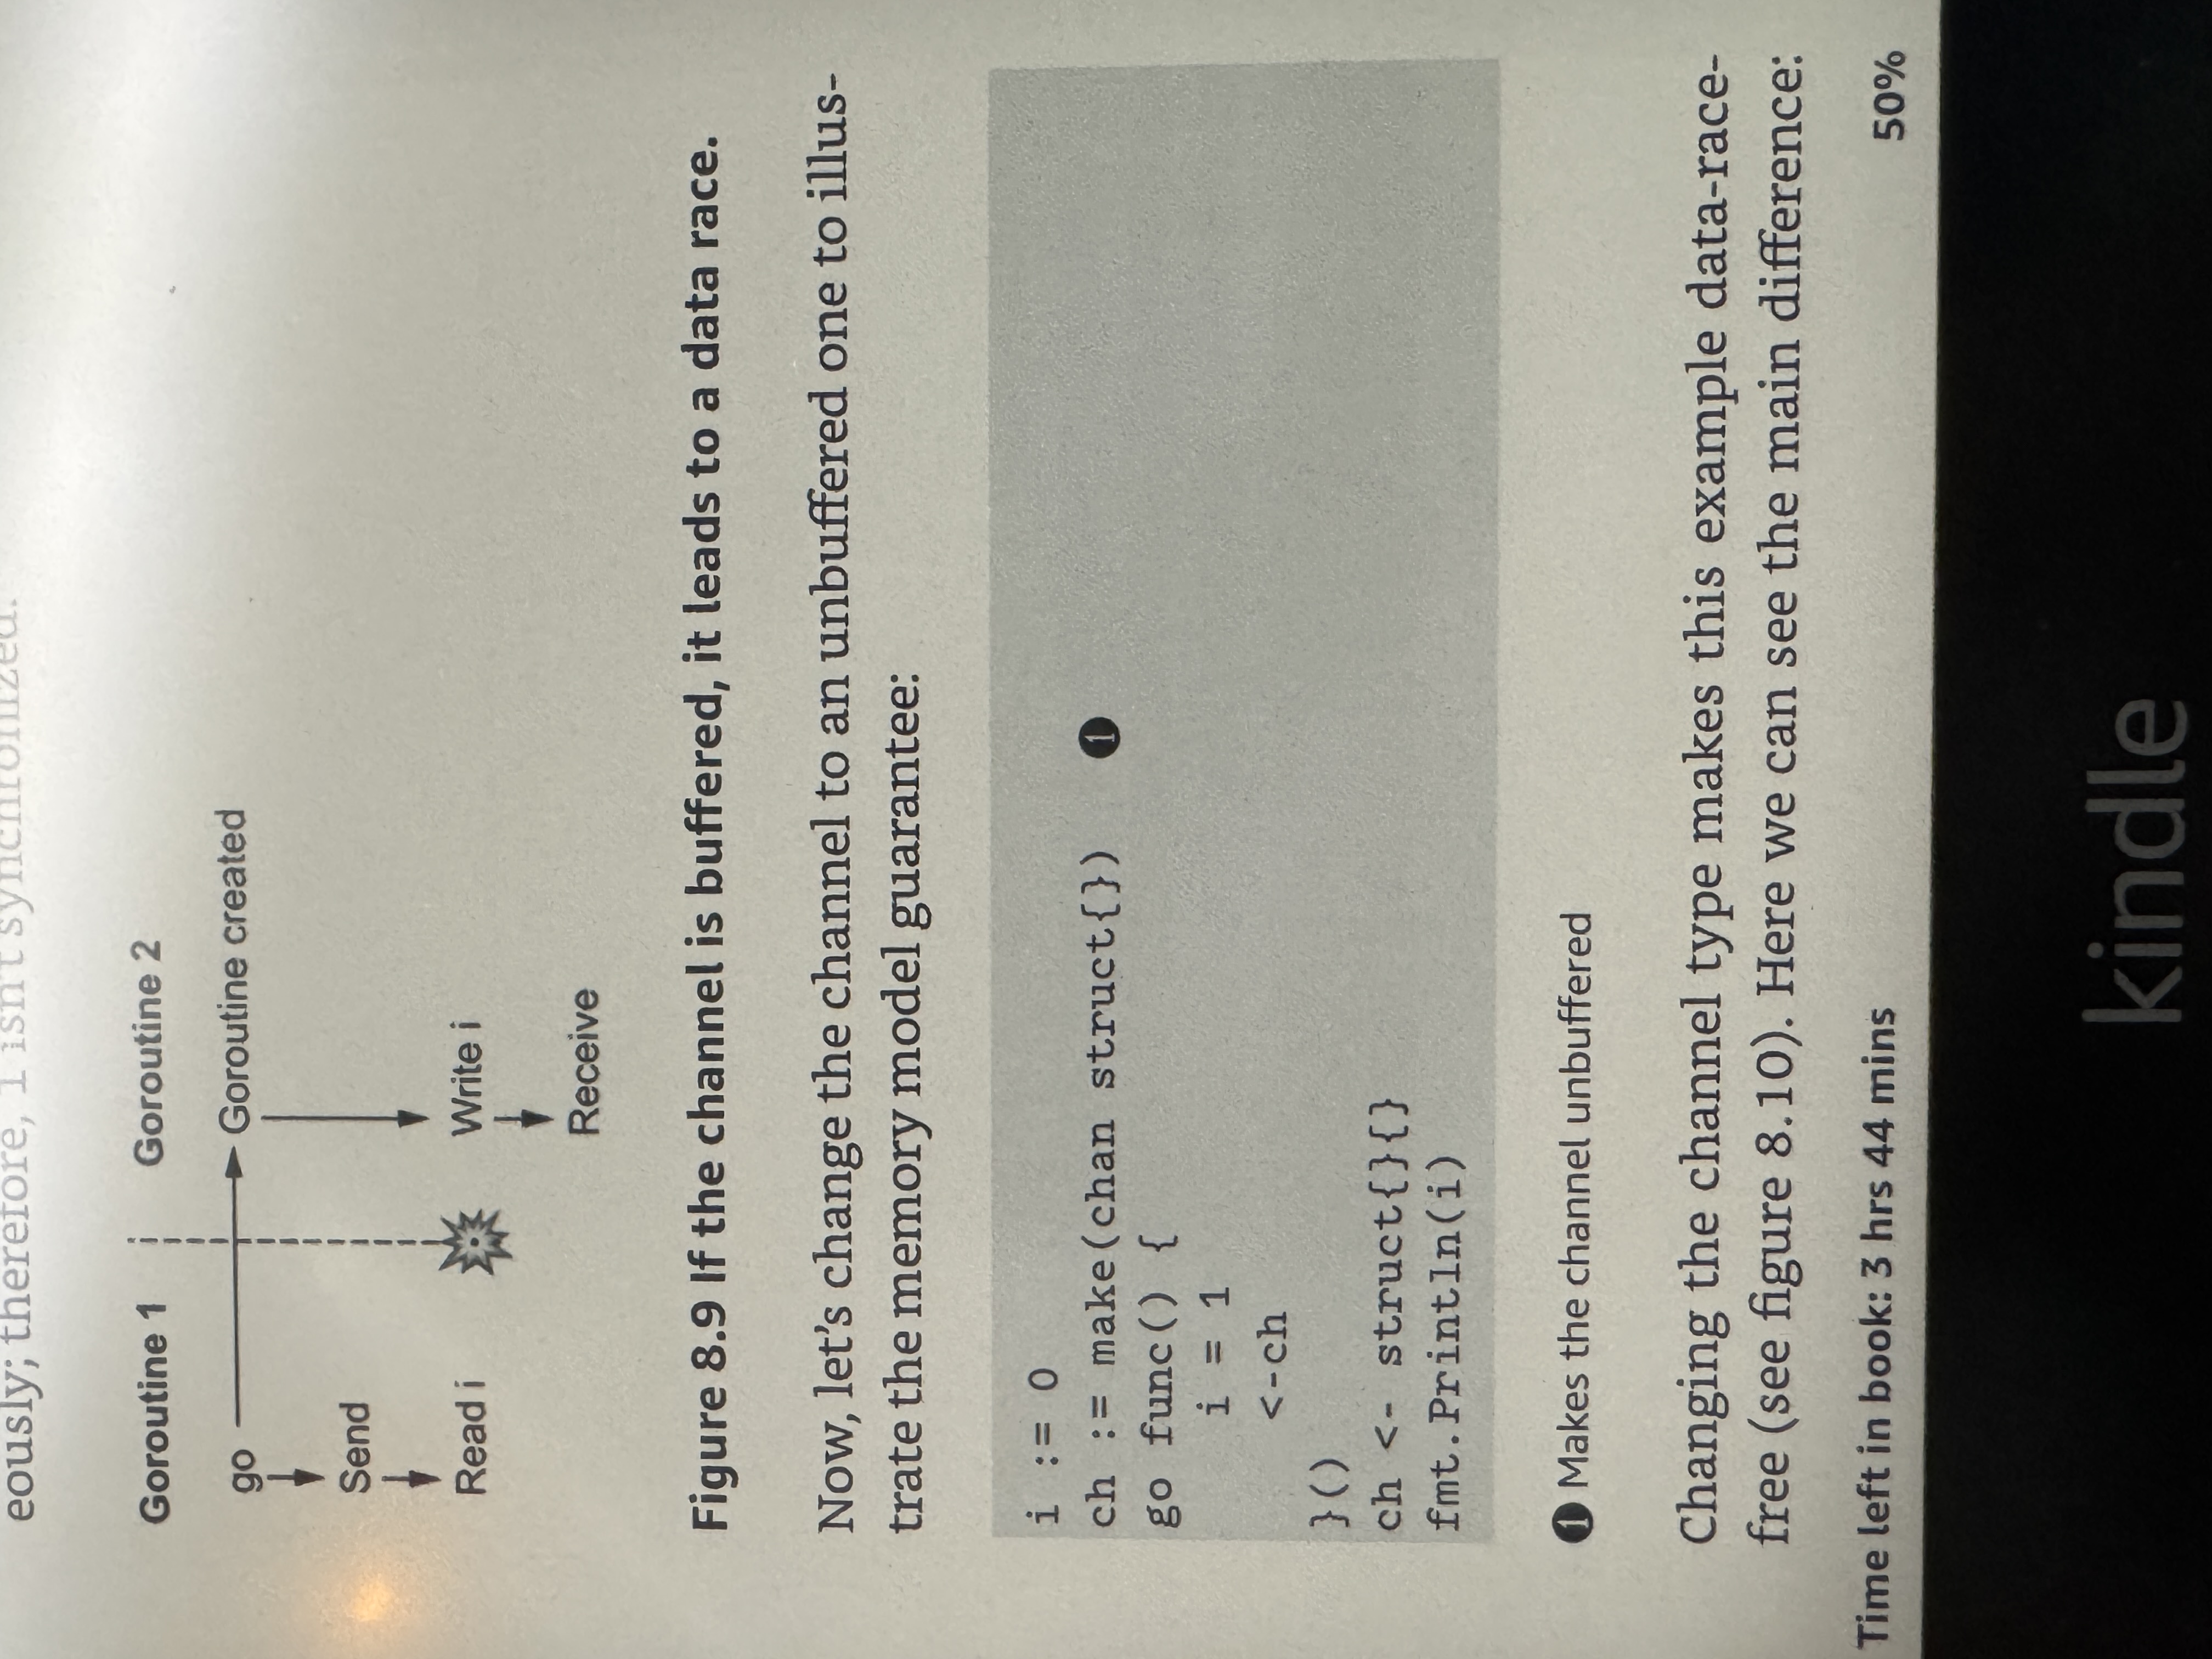 eously; therefore, i isn't synchronized.
Goroutine 1 Goroutine 2
go Goroutine created
Send
Read i Write i
Receive
Figure 8.9 If the channel is buffered, it leads to a data race.
Now, let's change the channel to an unbuffered one to illus-
trate the memory model guarantee:
i := 0
ch := make(chan struct{}) ❶
go func() {
    i = 1
    <-ch
}()
ch <- struct{}{}
fmt.Println(i)
❶ Makes the channel unbuffered
Changing the channel type makes this example data-race-
free (see figure 8.10). Here we can see the main difference:
Time left in book: 3 hrs 44 mins 50%
kindle